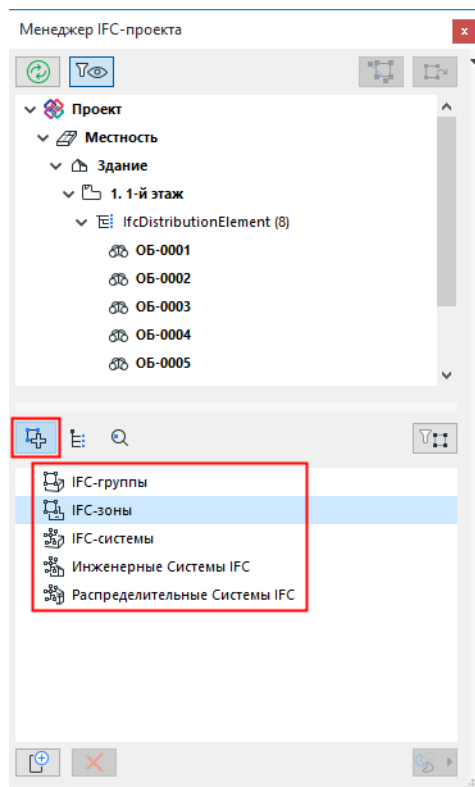 Менеджер IFC-проекта
Проект
Местность
Здание
1. 1-й этаж
IfcDistributionElement (8)
ОБ-0001
ОБ-0002
ОБ-0003
ОБ-0004
ОБ-0005
IFC-группы
IFC-зоны
IFC-системы
Инженерные Системы IFC
Распределительные Системы IFC